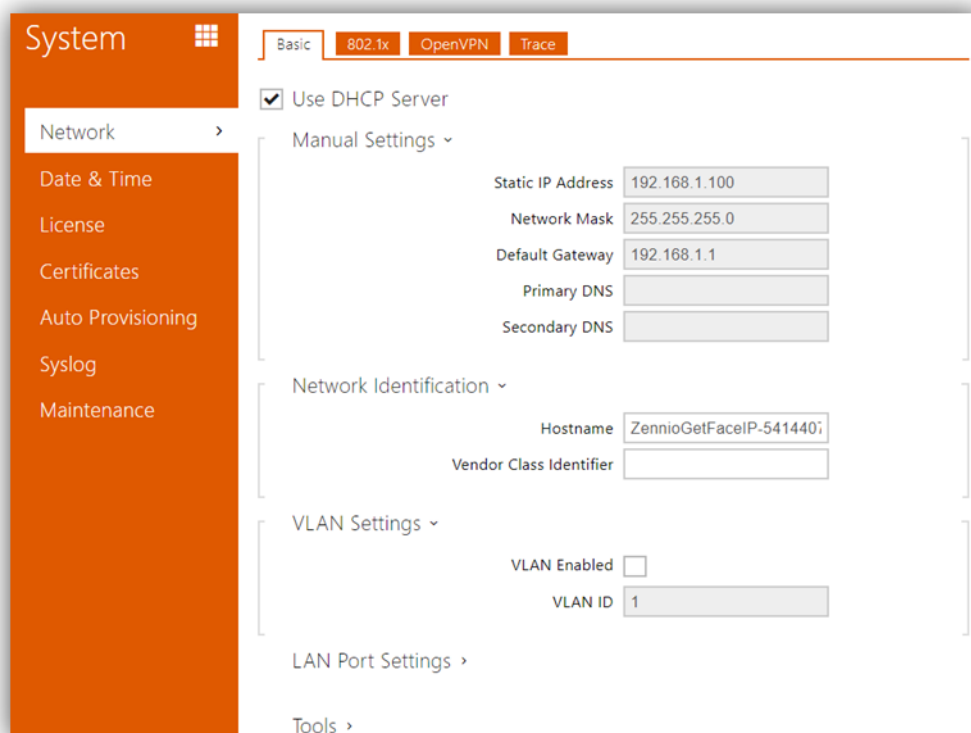 System
Network
Date & Time
License
Certificates
Auto Provisioning
Syslog
Maintenance
Basic 802.1x OpenVPN Trace
Use DHCP Server
Manual Settings
Static IP Address 192.168.1.100
Network Mask 255.255.255.0
Default Gateway 192.168.1.1
Primary DNS
Secondary DNS
Network Identification
Hostname ZennioGetFaceIP-5414407
Vendor Class Identifier
VLAN Settings
VLAN Enabled
VLAN ID 1
LAN Port Settings
Tools